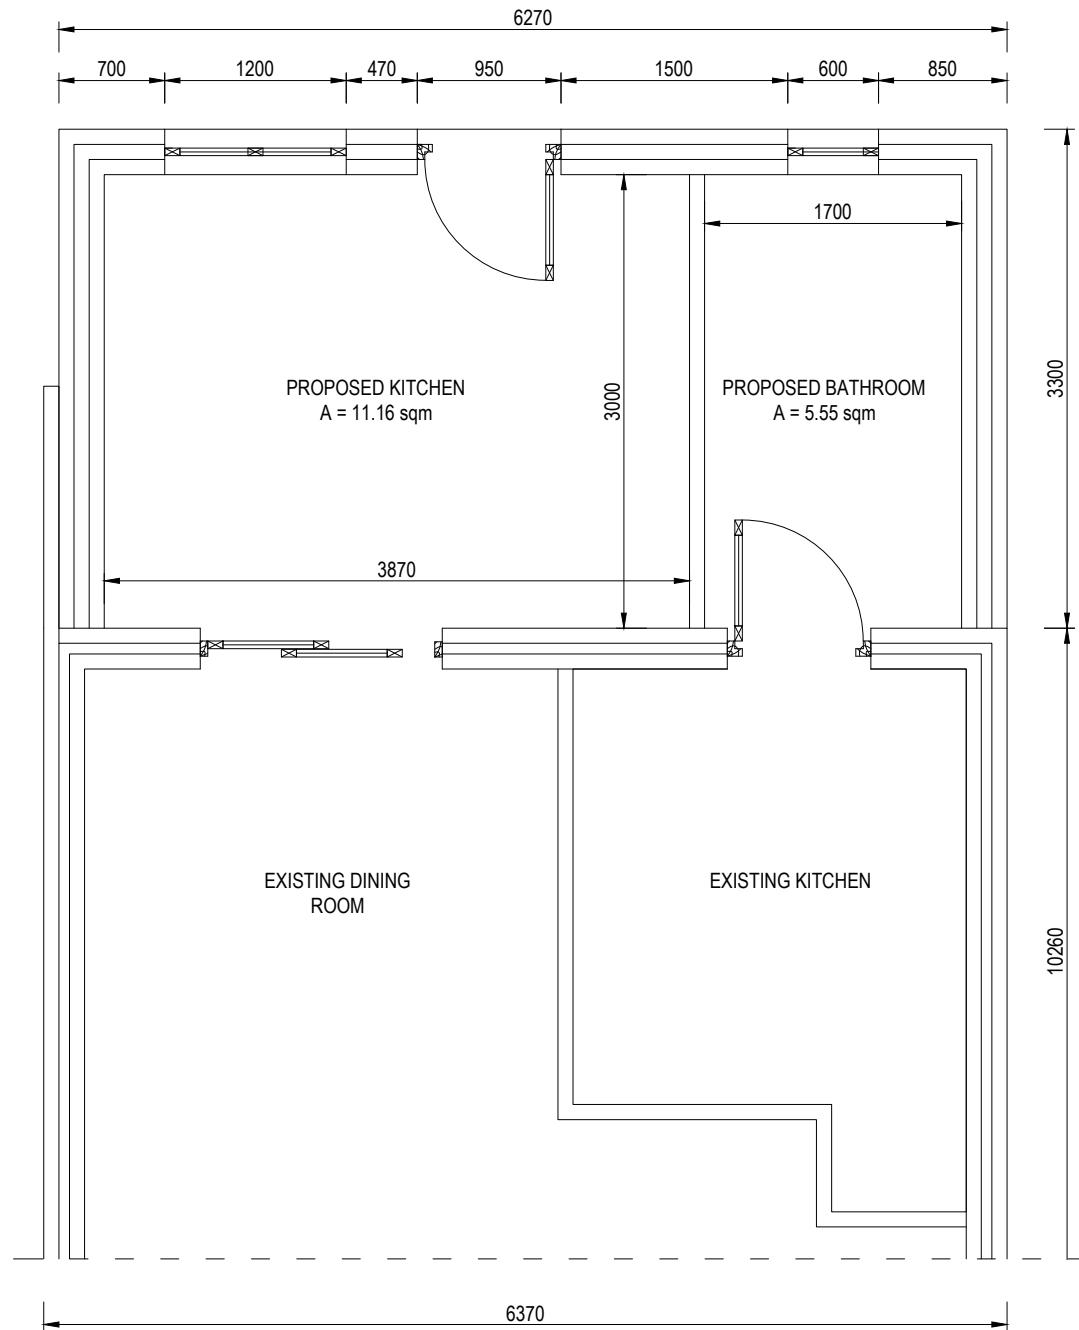 6270
700 1200 470 950 1500 600 850
1700
PROPOSED KITCHEN
A = 11.16 sqm
3000
PROPOSED BATHROOM
A = 5.55 sqm
3300
3870
EXISTING DINING
ROOM
EXISTING KITCHEN
10260
6370